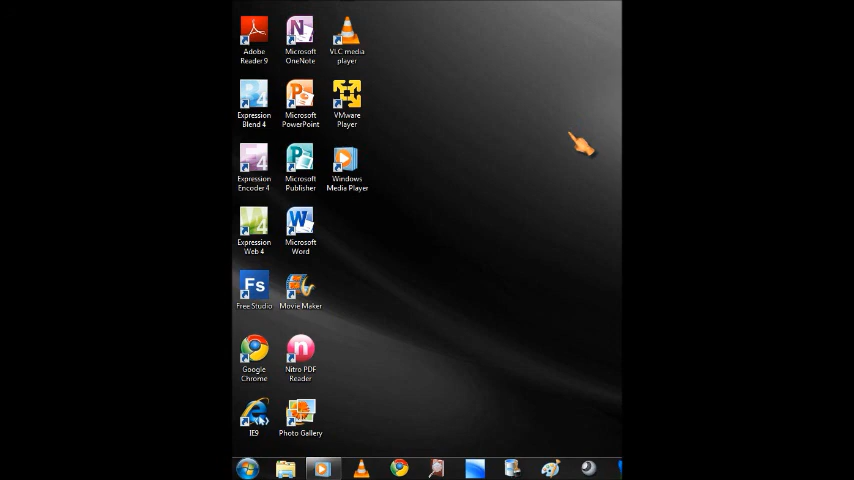 Adobe
Reader 9
Microsoft
OneNote
VLC media
player
Expression
Blend 4
Microsoft
PowerPoint
VMware
Player
Expression
Encoder 4
Microsoft
Publisher
Windows
Media Player
Expression
Web 4
Microsoft
Word
Fs
Free Studio
Movie Maker
Google
Chrome
Nitro PDF
Reader
IE9
Photo Gallery